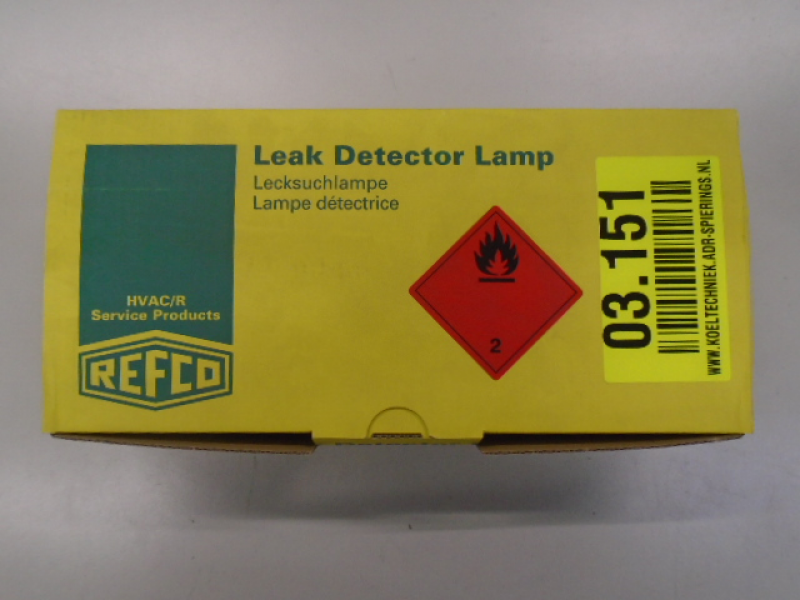 Leak Detector Lamp
Lecksuchlampe
Lampe détectrice
HVAC/R
Service Products
REFCO
2
03.151
WWW.KOELTECHNIEK.ADR-SPIERINGS.NL